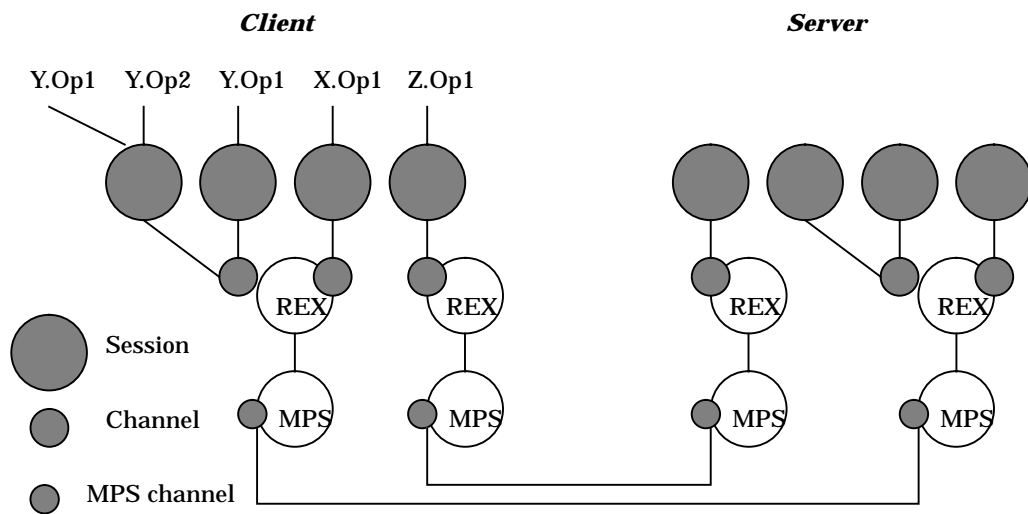 Client Server
Y.Op1 Y.Op2 Y.Op1 X.Op1 Z.Op1
REX REX REX REX
Session
MPS MPS MPS MPS
Channel
MPS channel